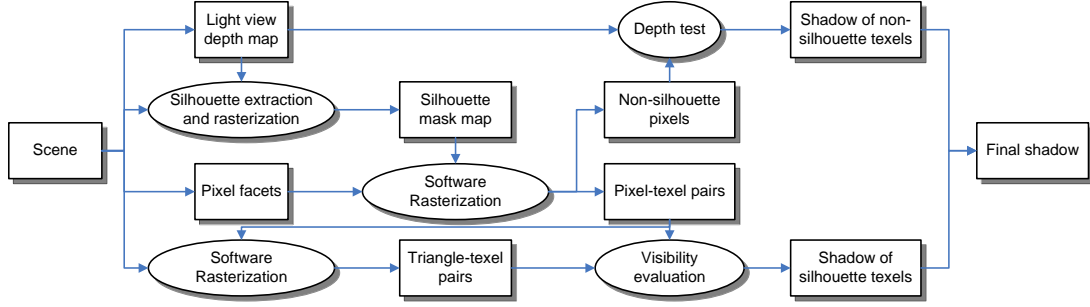 Light view
depth map
Depth test
Shadow of non-
silhouette texels
Silhouette extraction
and rasterization
Silhouette
mask map
Non-silhouette
pixels
Scene
Final shadow
Pixel facets
Software
Rasterization
Pixel-texel pairs
Software
Rasterization
Triangle-texel
pairs
Visibility
evaluation
Shadow of
silhouette texels